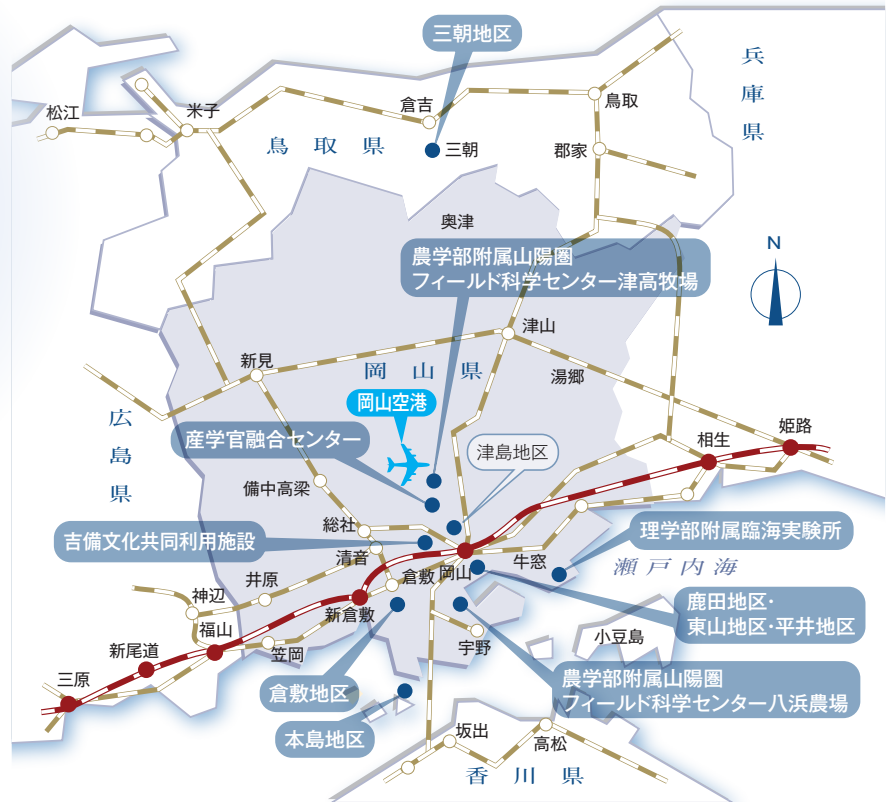 三朝地区
兵庫県
松江
米子
倉吉
鳥取
鳥取県
三朝
郡家
奥津
農学部附属山陽圏
フィールド科学センター津高牧場
N
津山
新見
岡山県
湯郷
岡山空港
広島県
産学官融合センター
津島地区
相生
姫路
備中高梁
総社
吉備文化共同利用施設
清音
理学部附属臨海実験所
井原
倉敷
岡山
牛窓
瀬戸内海
神辺
新倉敷
鹿田地区・
東山地区・平井地区
福山
新尾道
笠岡
宇野
小豆島
三原
倉敷地区
農学部附属山陽圏
フィールド科学センター八浜農場
本島地区
坂出
高松
香川県